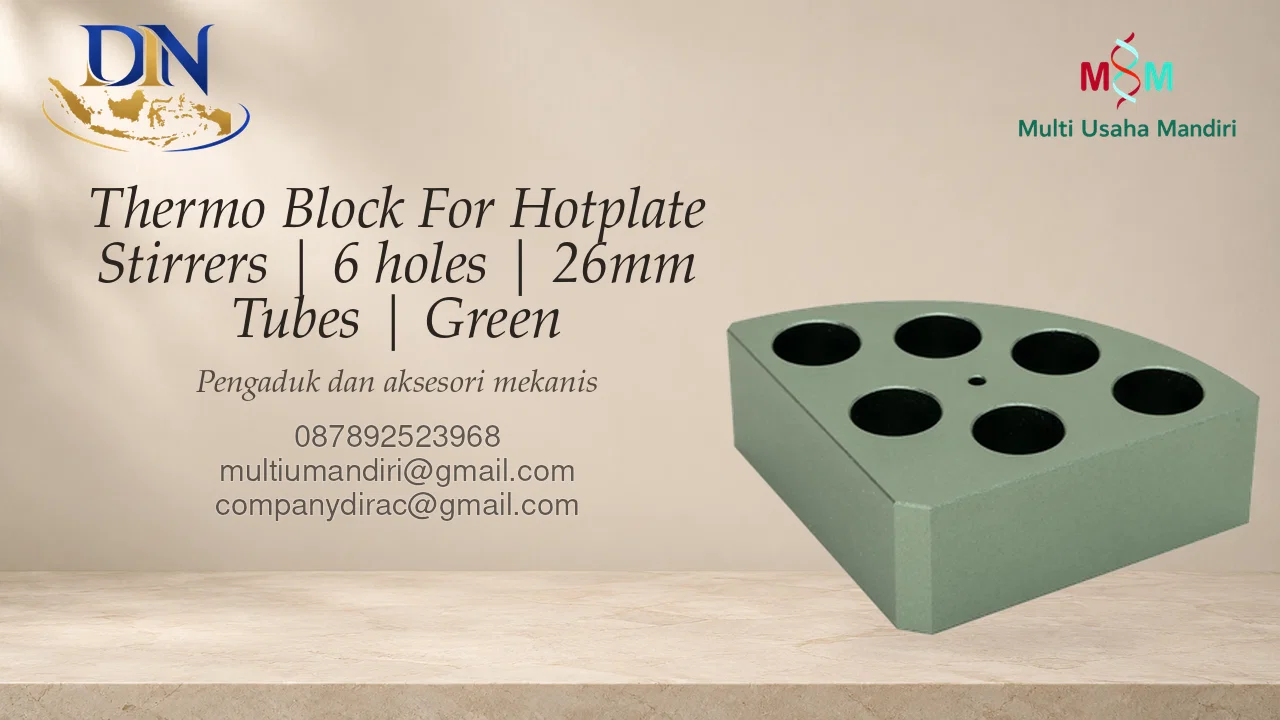 DIN
M M
Multi Usaha Mandiri
Thermo Block For Hotplate
Stirrers | 6 holes | 26mm
Tubes | Green
Pengaduk dan aksesori mekanis
087892523968
multiumandiri@gmail.com
companydirac@gmail.com